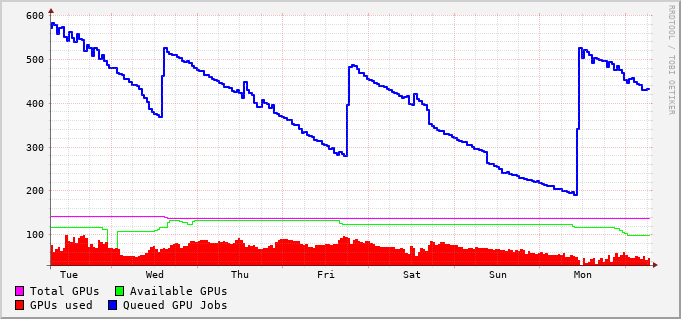 600
500
400
300
200
100
Tue Wed Thu Fri Sat Sun Mon
Total GPUs Available GPUs
GPUs used Queued GPU Jobs
RRDTOOL / TOBI OETIKER